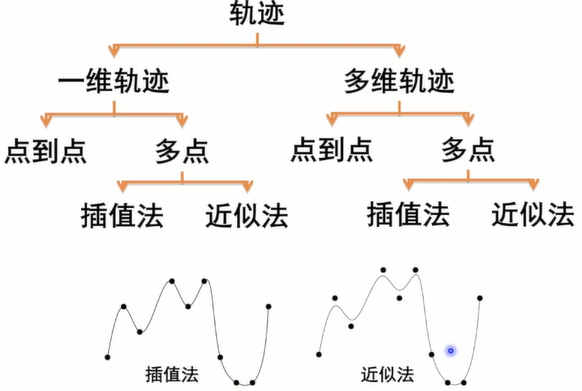 轨迹
一维轨迹 多维轨迹
点到点 多点 点到点 多点
插值法 近似法 插值法 近似法
插值法 近似法